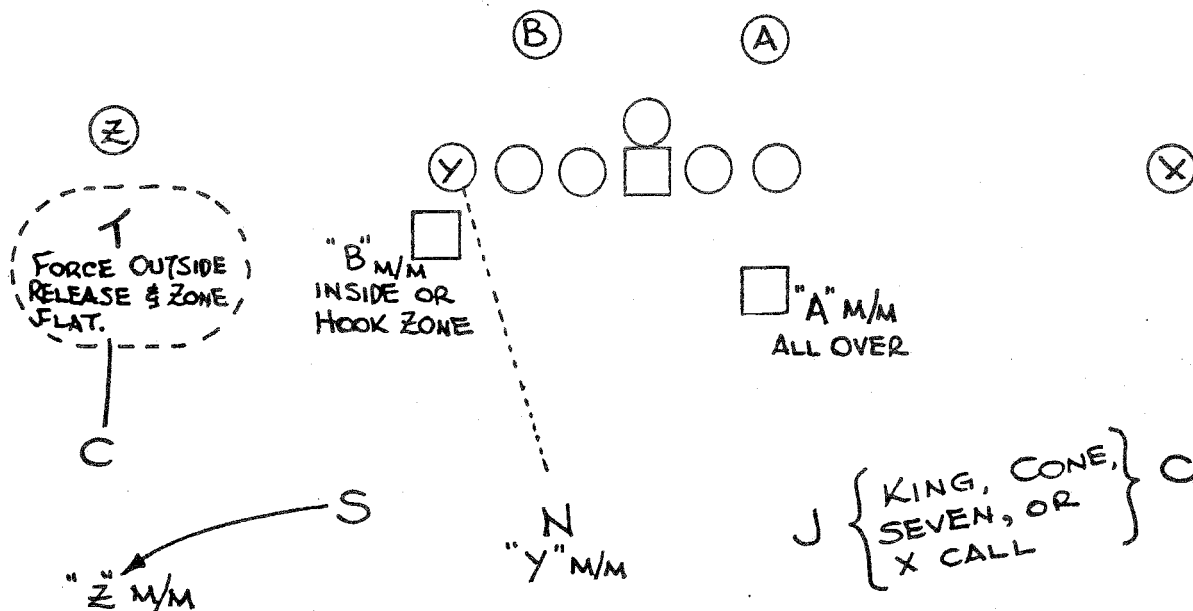 B
A
Z
Y
X
FORCE OUTSIDE
RELEASE & ZONE
FLAT.
"B" M/M
INSIDE OR
HOOK ZONE
"A" M/M
ALL OVER
C
S
"Z" M/M
N
"Y" M/M
J
KING, CONE,
SEVEN, OR
X CALL
C